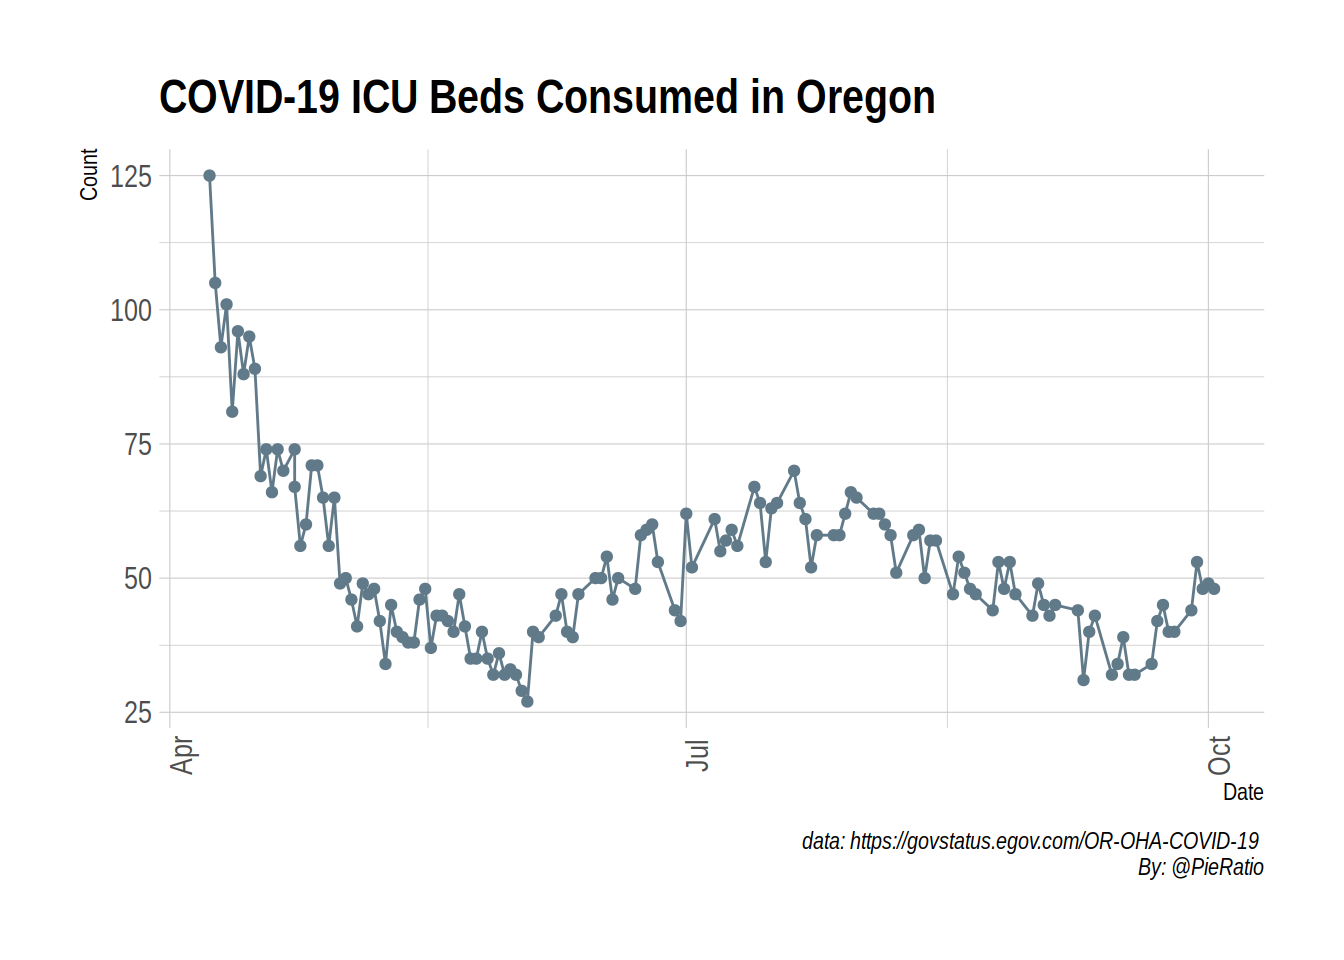 COVID-19 ICU Beds Consumed in Oregon
Count
125
100
75
50
25
Apr
Jul
Oct
Date
data: https://govstatus.egov.com/OR-OHA-COVID-19
By: @PieRatio